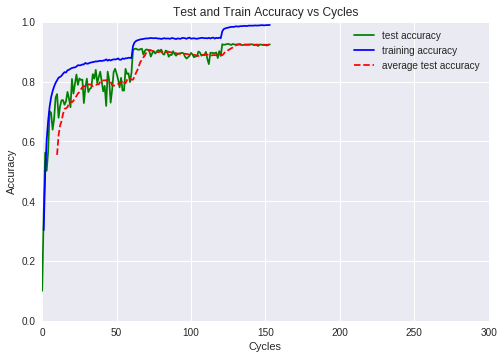 Test and Train Accuracy vs Cycles
1.0
0.8
0.6
0.4
0.2
0.0
Accuracy
test accuracy
training accuracy
average test accuracy
0 50 100 150 200 250 300
Cycles